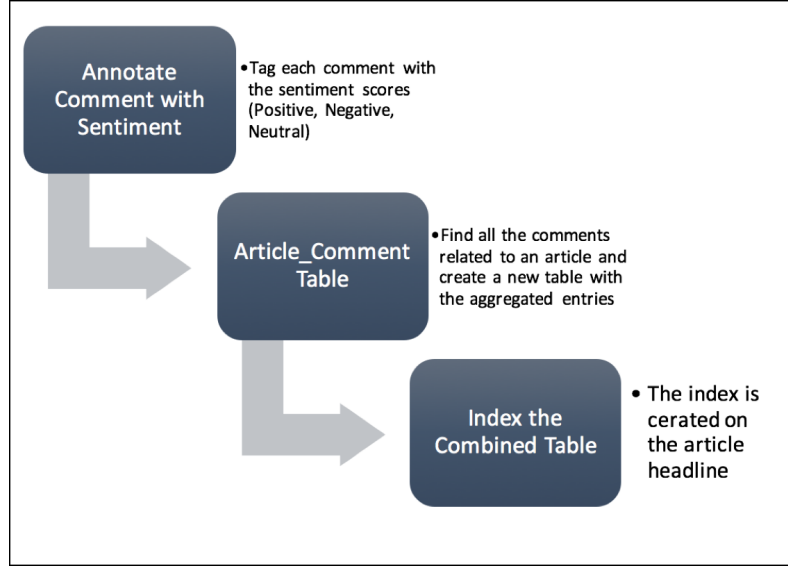 Annotate
Comment with
Sentiment
•Tag each comment with
the sentiment scores
(Positive, Negative,
Neutral)
Article_Comment
Table
•Find all the comments
related to an article and
create a new table with
the aggregated entries
Index the
Combined Table
• The index is
cerated on
the article
headline